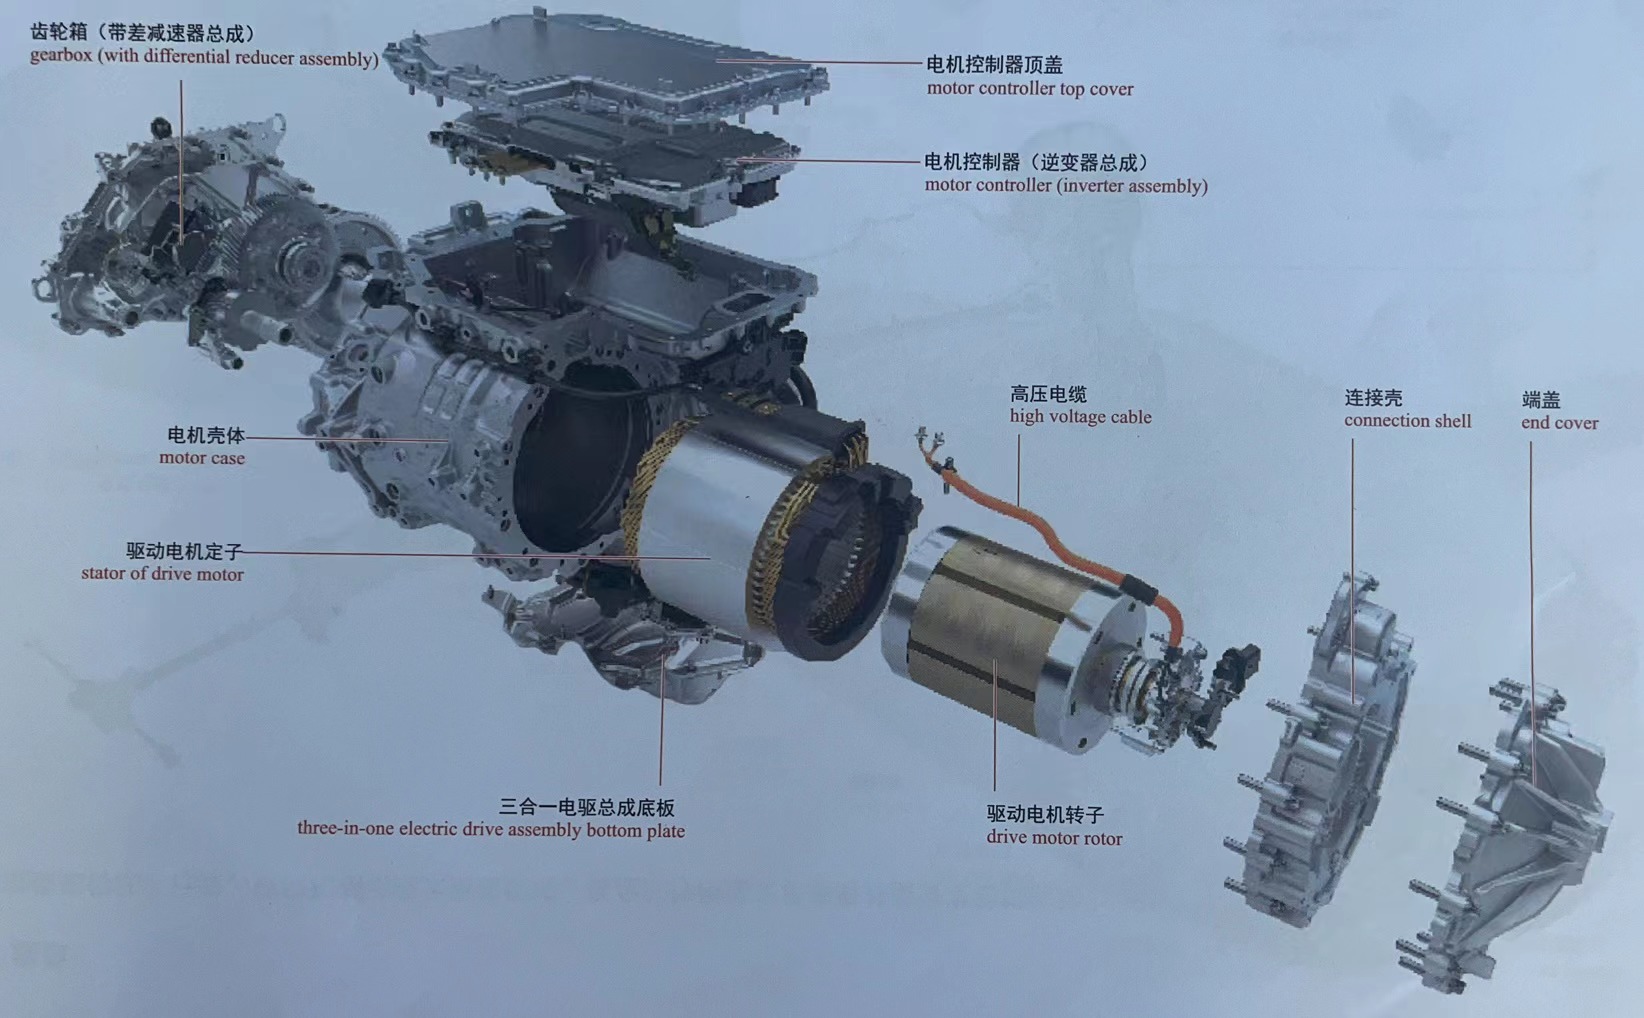 齿轮箱（带差减速器总成）
gearbox (with differential reducer assembly)
电机控制器顶盖
motor controller top cover
电机控制器（逆变器总成）
motor controller (inverter assembly)
高压电缆
high voltage cable
连接壳
connection shell
端盖
end cover
电机壳体
motor case
驱动电机定子
stator of drive motor
三合一电驱总成底板
three-in-one electric drive assembly bottom plate
驱动电机转子
drive motor rotor